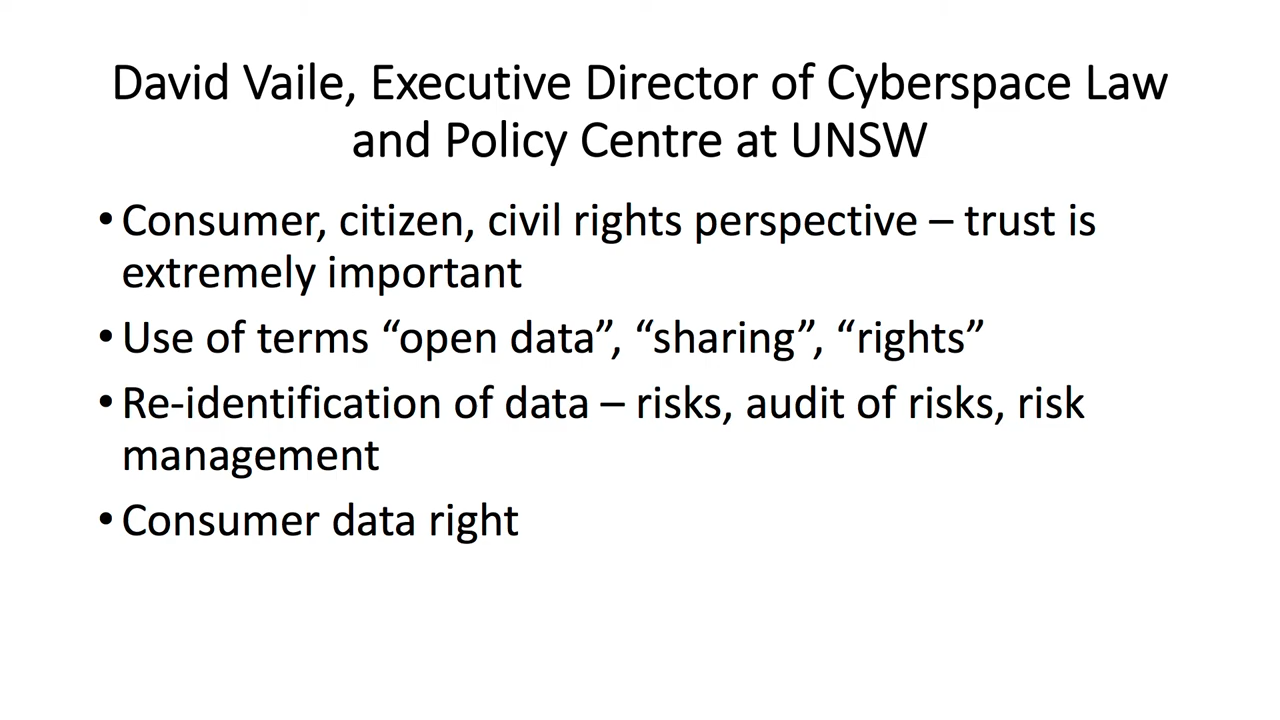 David Vaile, Executive Director of Cyberspace Law
and Policy Centre at UNSW
• Consumer, citizen, civil rights perspective – trust is
extremely important
• Use of terms “open data”, “sharing”, “rights”
• Re-identification of data – risks, audit of risks, risk
management
• Consumer data right